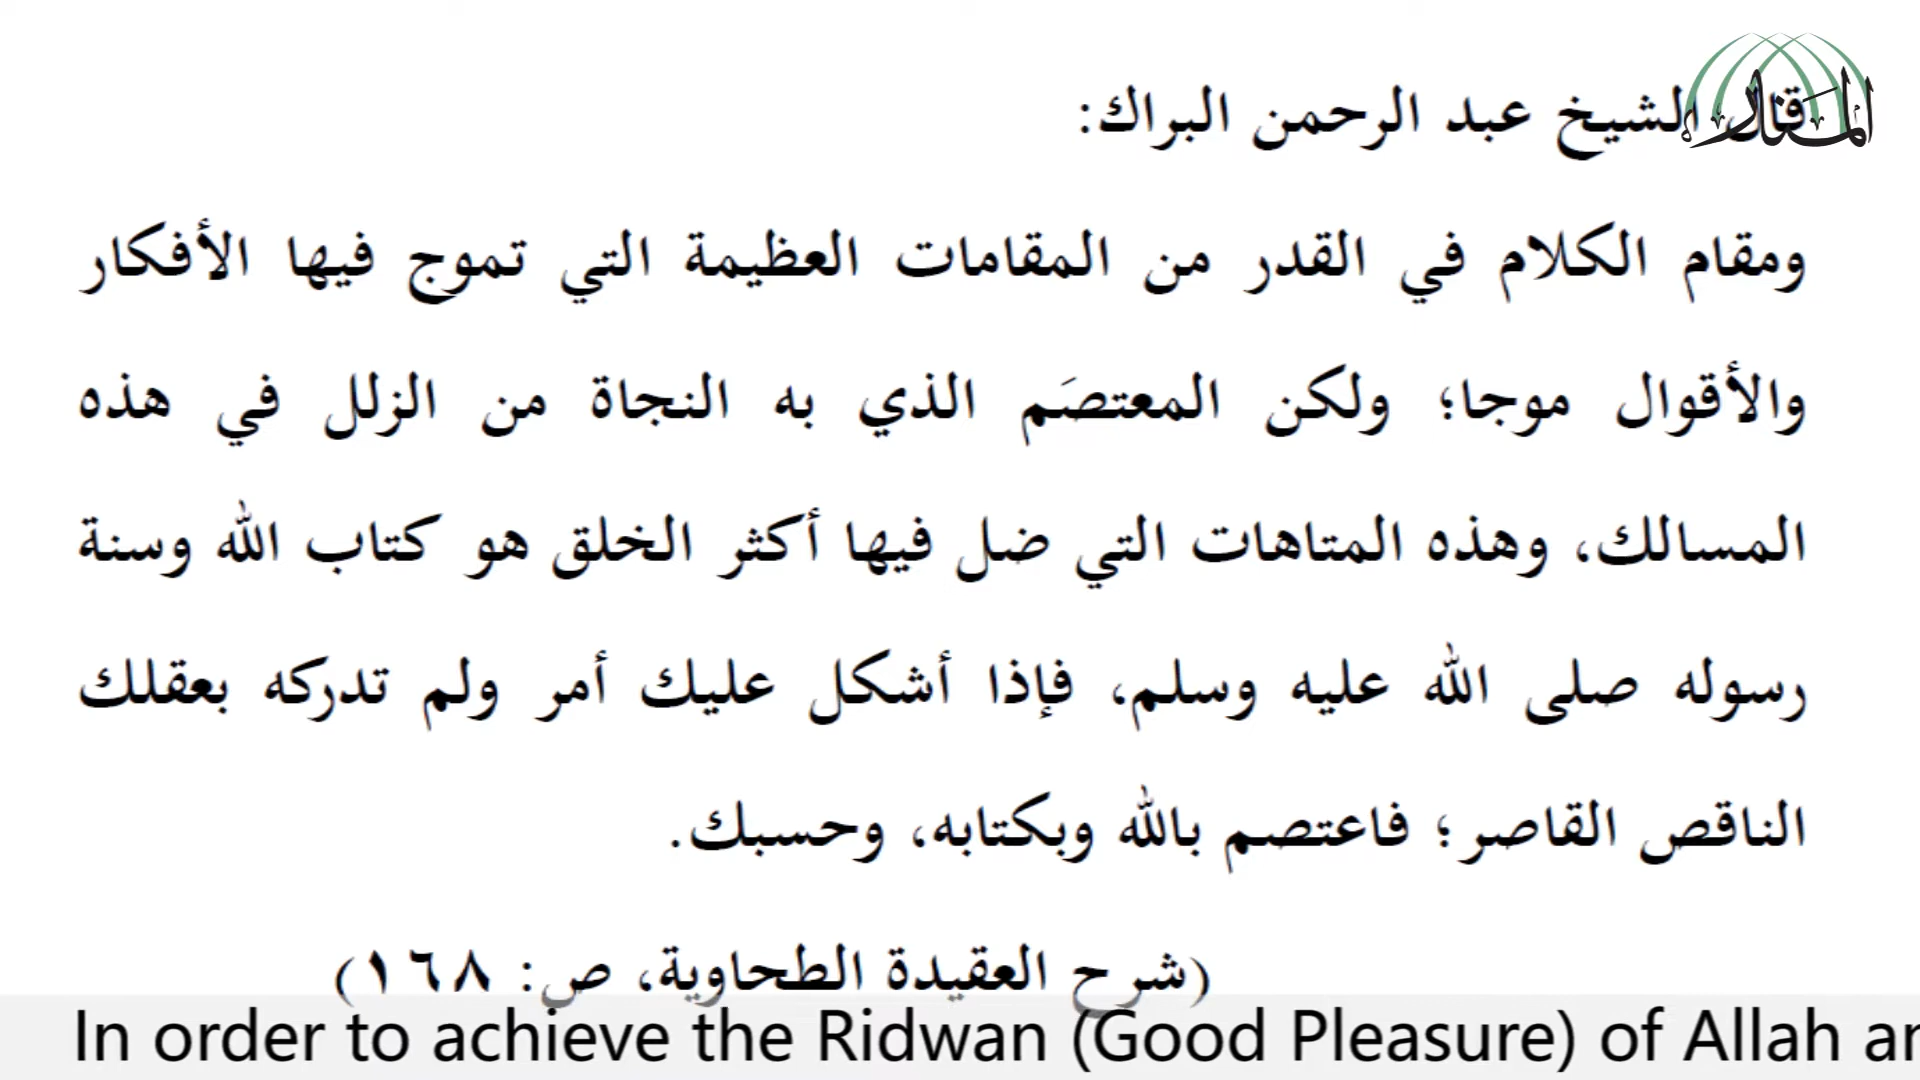 المنار
قال الشيخ عبد الرحمن البراك:
ومقام الكلام في القدر من المقامات العظيمة التي تموج فيها الأفكار
والأقوال موجا؛ ولكن المعتصَم الذي به النجاة من الزلل في هذه
المسالك، وهذه المتاهات التي ضل فيها أكثر الخلق هو كتاب الله وسنة
رسوله صلى الله عليه وسلم، فإذا أشكل عليك أمر ولم تدركه بعقلك
الناقص القاصر؛ فاعتصم بالله وبكتابه، وحسبك.
(شرح العقيدة الطحاوية، ص: ١٦٨)
In order to achieve the Ridwan (Good Pleasure) of Allah an